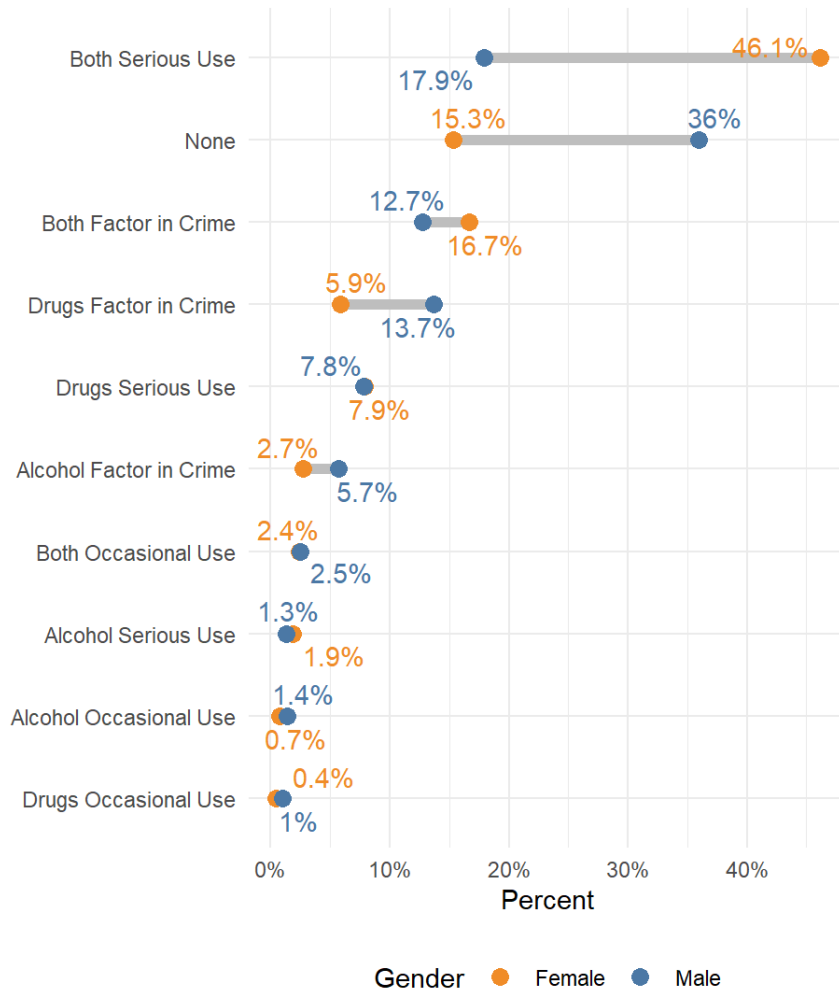 Both Serious Use
46.1%
17.9%
None
15.3%
36%
Both Factor in Crime
12.7%
16.7%
Drugs Factor in Crime
5.9%
13.7%
Drugs Serious Use
7.8%
7.9%
Alcohol Factor in Crime
2.7%
5.7%
Both Occasional Use
2.4%
2.5%
Alcohol Serious Use
1.3%
1.9%
Alcohol Occasional Use
1.4%
0.7%
Drugs Occasional Use
0.4%
1%
0% 10% 20% 30% 40%
Percent
Gender Female Male